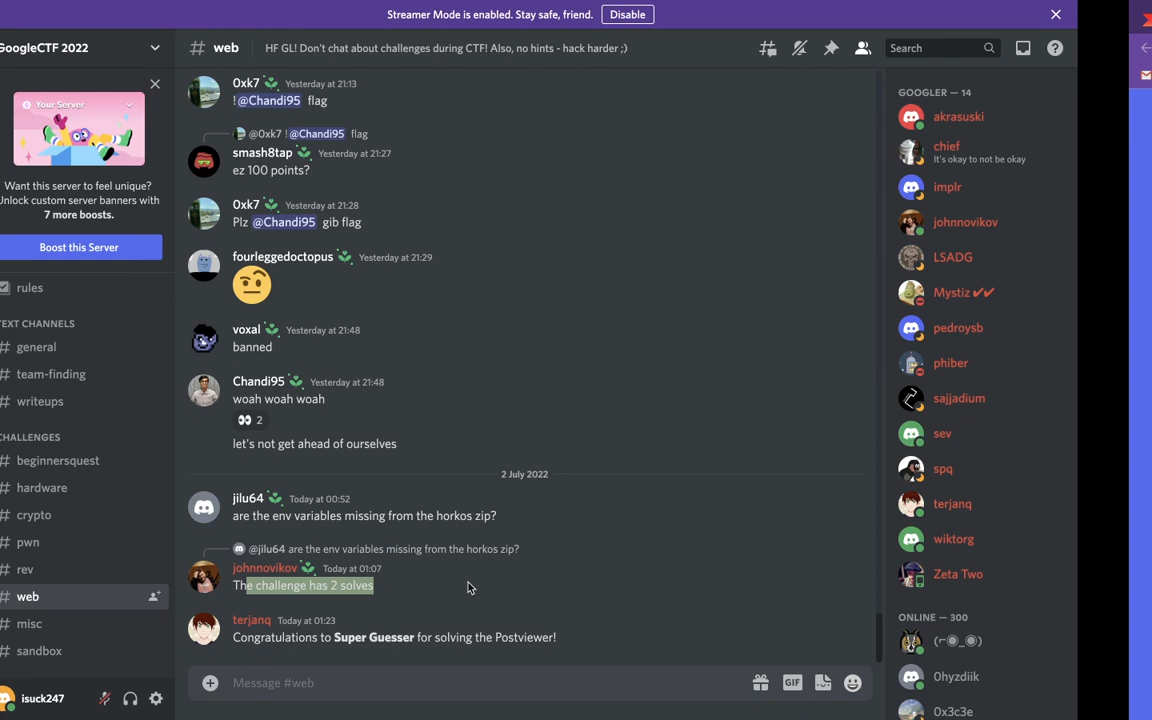 Streamer Mode is enabled. Stay safe, friend. Disable
GoogleCTF 2022
# web HF GL! Don't chat about challenges during CTF! Also, no hints - hack harder ;)
Search
Your Server
Want this server to feel unique?
Unlock custom server banners with
7 more boosts.
Boost this Server
rules
TEXT CHANNELS
# general
# team-finding
# writeups
CHALLENGES
# beginnersquest
# hardware
# crypto
# pwn
# rev
# web
# misc
# sandbox
isuck247
0xk7 Yesterday at 21:13
!@Chandi95 flag
@0xk7 !@Chandi95 flag
smash8tap Yesterday at 21:27
ez 100 points?
0xk7 Yesterday at 21:28
Plz @Chandi95 gib flag
fourleggedoctopus Yesterday at 21:29
voxal Yesterday at 21:48
banned
Chandi95 Yesterday at 21:48
woah woah woah
2
let's not get ahead of ourselves
2 July 2022
jilu64 Today at 00:52
are the env variables missing from the horkos zip?
@jilu64 are the env variables missing from the horkos zip?
johnnovikov Today at 01:07
The challenge has 2 solves
terjanq Today at 01:23
Congratulations to Super Guesser for solving the Postviewer!
Message #web
GIF
GOOGLER — 14
akrasuski
chief
It's okay to not be okay
implr
johnnovikov
LSADG
Mystiz ✔✔
pedroysb
phiber
sajjadium
sev
spq
terjanq
wiktorg
Zeta Two
ONLINE — 300
(⌐◉_◉)
0hyzdiik
0x3c3e